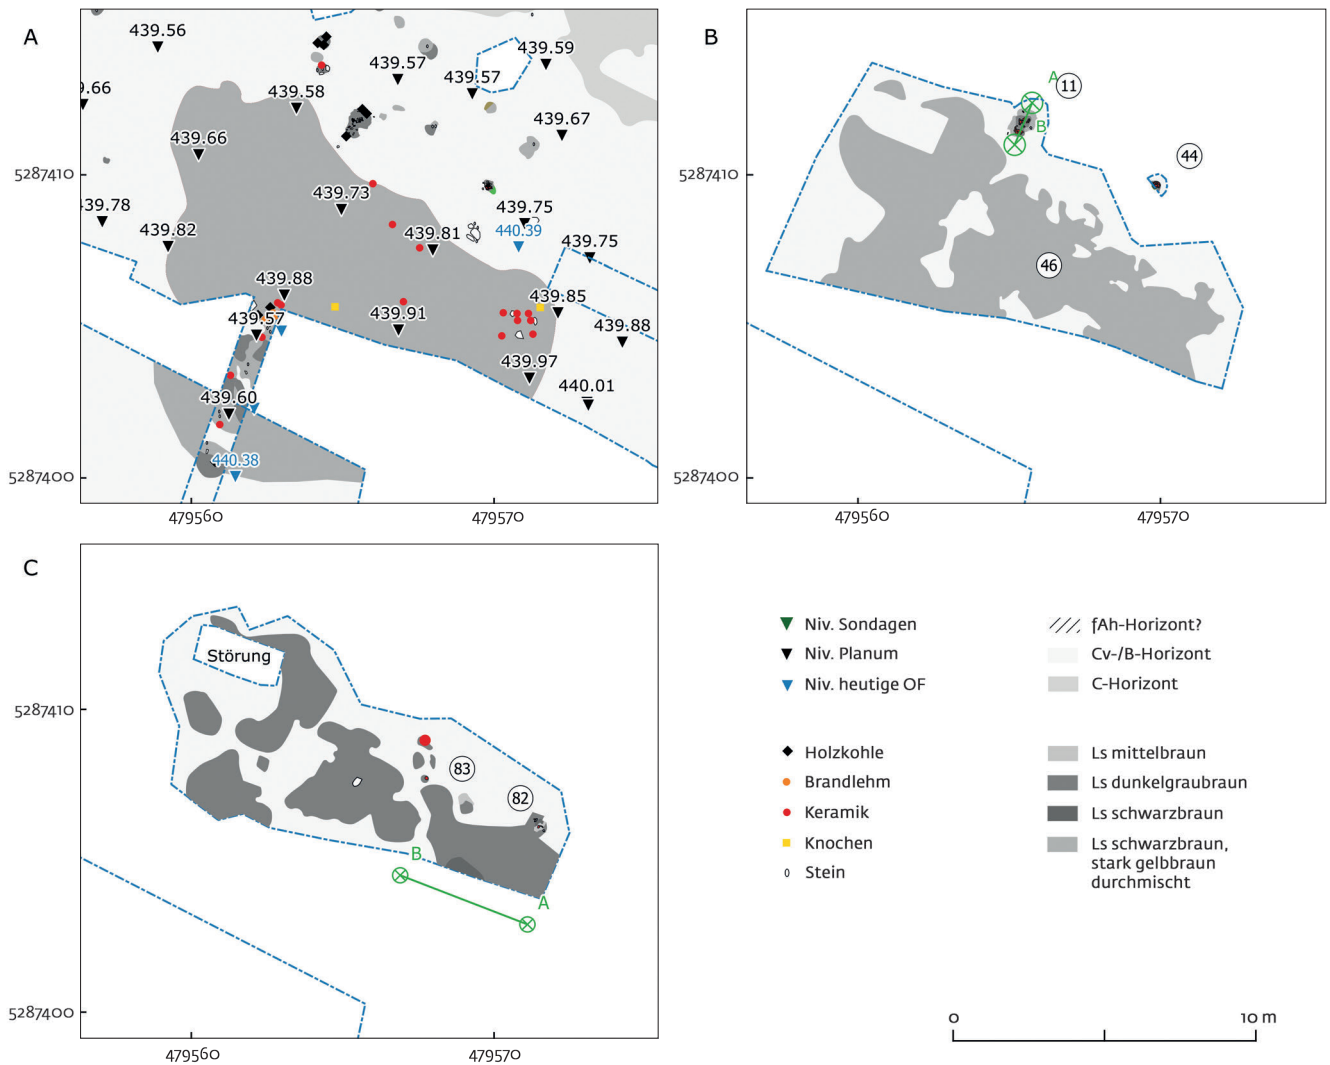 A
439.56
439.59
439.57
439.57
9.66
439.58
439.67
439.66
5287410
439.73
439.78
439.75
439.82
439.81
440.39
439.75
439.88
439.85
439.57
439.91
439.88
439.97
439.60
440.01
440.38
5287400
479560
479570
B
A
11
B
44
5287410
46
5287400
479560
479570
C
Störung
5287410
83
82
B
A
5287400
479560
479570
Niv. Sondagen
Niv. Planum
Niv. heutige OF
Holzkohle
Brandlehm
Keramik
Knochen
Stein
fAh-Horizont?
Cv-/B-Horizont
C-Horizont
Ls mittelbraun
Ls dunkelgraubraun
Ls schwarzbraun
Ls schwarzbraun,
stark gelbbraun
durchmischt
0
10 m